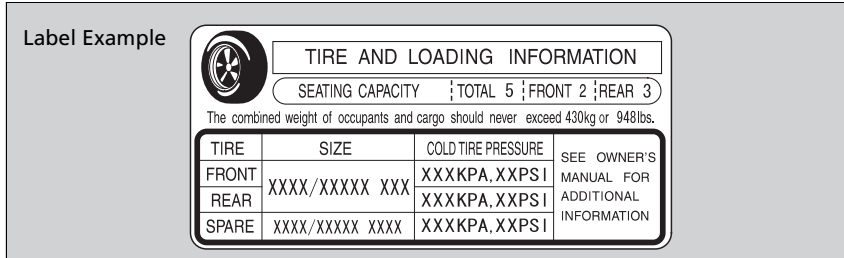 Label Example
TIRE AND LOADING INFORMATION
SEATING CAPACITY TOTAL 5 FRONT 2 REAR 3
The combined weight of occupants and cargo should never exceed 430kg or 948lbs.
TIRE SIZE COLD TIRE PRESSURE SEE OWNER'S
FRONT XXXX/XXXXX XXX XXXKPA,XXPSI MANUAL FOR
REAR XXXKPA,XXPSI ADDITIONAL
SPARE XXXX/XXXXX XXXX XXXKPA,XXPSI INFORMATION